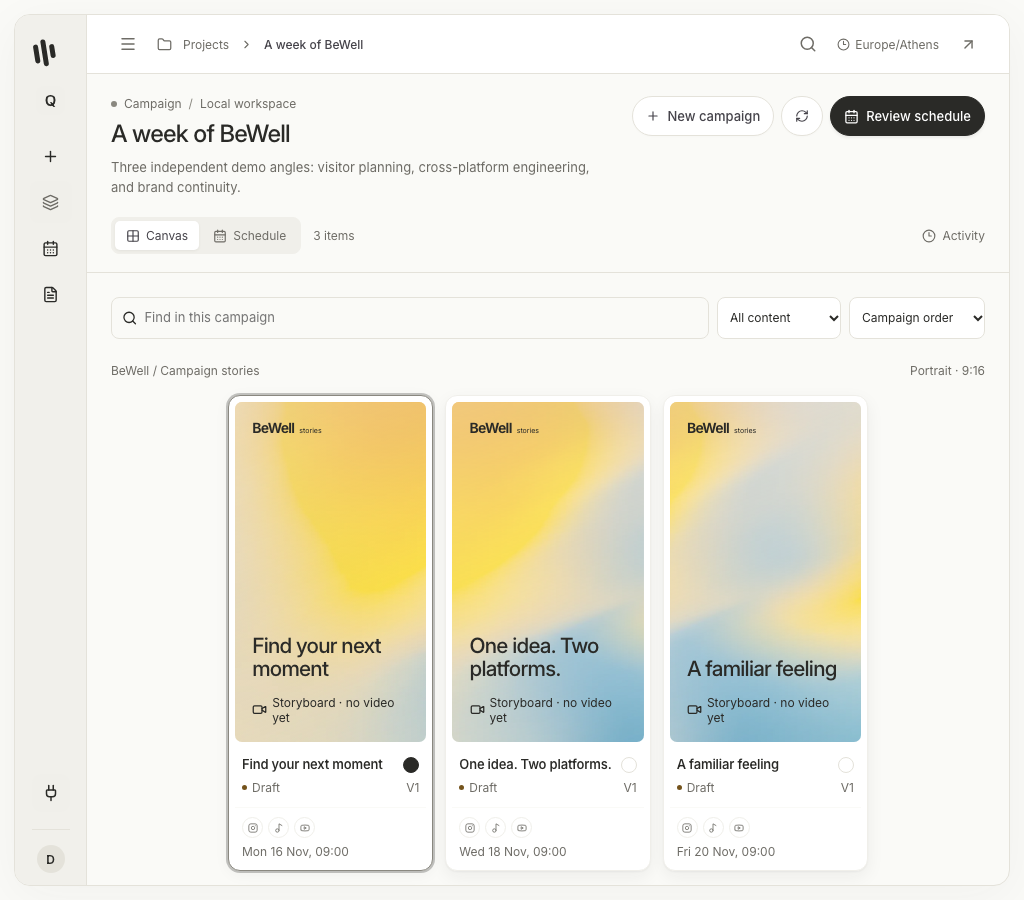 Projects
A week of BeWell
Europe/Athens
Q
Campaign / Local workspace
A week of BeWell
New campaign
Review schedule
Three independent demo angles: visitor planning, cross-platform engineering,
and brand continuity.
Canvas
Schedule
3 items
Activity
Find in this campaign
All content
Campaign order
BeWell / Campaign stories
Portrait · 9:16
BeWell stories
Find your next
moment
Storyboard · no video
yet
Find your next moment
Draft
V1
Mon 16 Nov, 09:00
BeWell stories
One idea. Two
platforms.
Storyboard · no video
yet
One idea. Two platforms.
Draft
V1
Wed 18 Nov, 09:00
BeWell stories
A familiar feeling
Storyboard · no video
yet
A familiar feeling
Draft
V1
Fri 20 Nov, 09:00
D